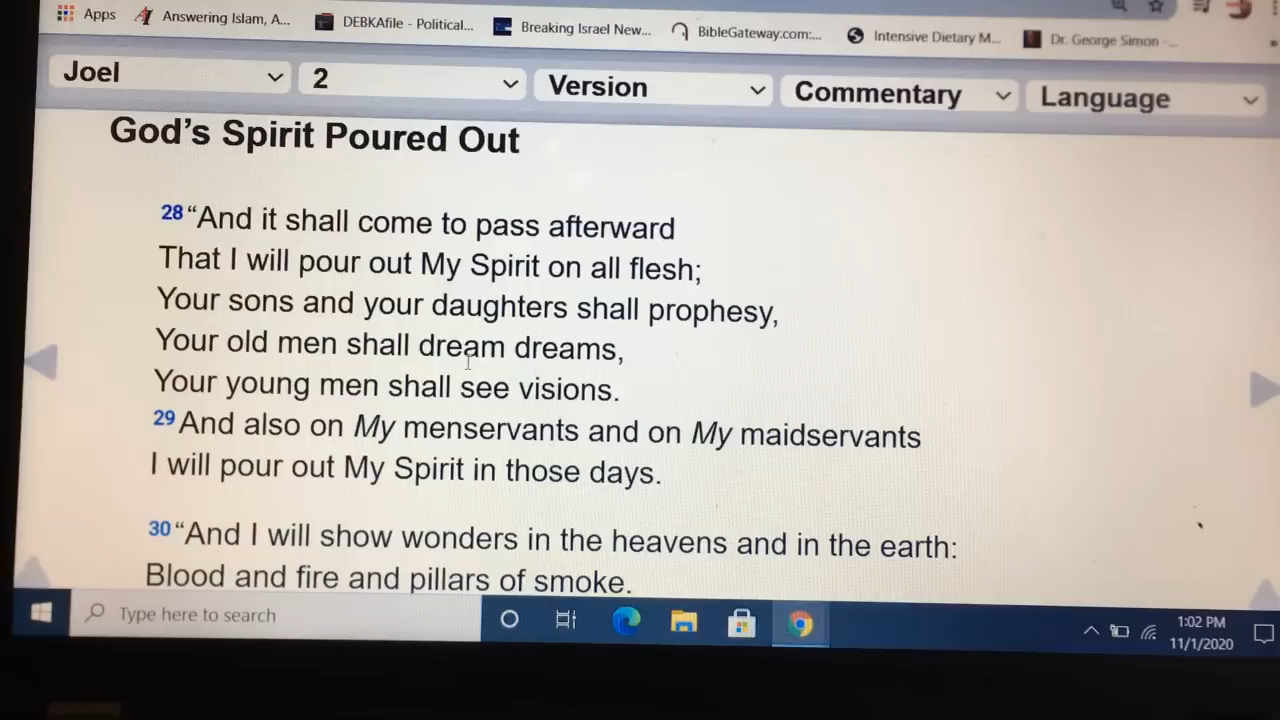 Apps Answering Islam, A... DEBKAfile - Political... Breaking Israel New... BibleGateway.com:... Intensive Dietary M... Dr. George Simon -...
Joel 2 Version Commentary Language
God's Spirit Poured Out
28 “And it shall come to pass afterward
That I will pour out My Spirit on all flesh;
Your sons and your daughters shall prophesy,
Your old men shall dream dreams,
Your young men shall see visions.
29 And also on My menservants and on My maidservants
I will pour out My Spirit in those days.
30 “And I will show wonders in the heavens and in the earth:
Blood and fire and pillars of smoke.
Type here to search
1:02 PM
11/1/2020